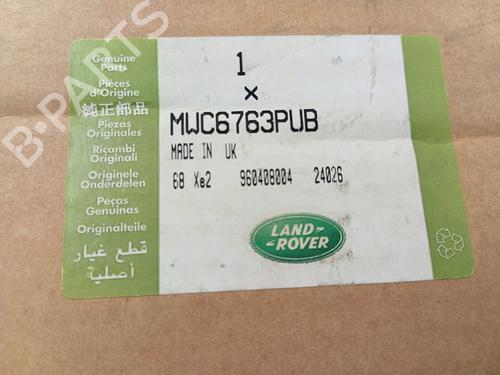 Genuine
Parts
Pièces
d'Origine
純正部品
Piezas
Originales
Ricambi
Originali
Originele
Onderdelen
Peças
Genuinas
Originalteile
قطع غيار
أصلية
1
x
MWC6763PUB
MADE IN UK
68 Xe2 960408004 24026
LAND-
-ROVER
B-PARTS